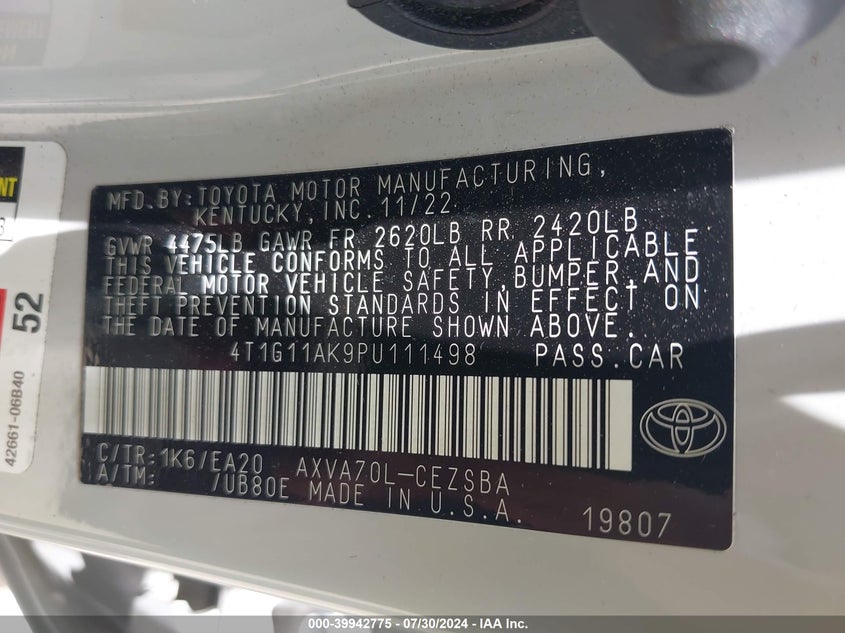 MFD.BY:TOYOTA MOTOR MANUFACTURING,
KENTUCKY,INC.11/22
GVWR 4475LB GAWR FR 2620LB RR 2420LB
THIS VEHICLE CONFORMS TO ALL APPLICABLE
FEDERAL MOTOR VEHICLE SAFETY,BUMPER,AND
THEFT PREVENTION STANDARDS IN EFFECT ON
THE DATE OF MANUFACTURE SHOWN ABOVE.
4T1G11AK9PU111498 PASS.CAR
C/TR:1K6/EA20 AXVA70L-CEZSBA
A/TM: /UB80E MADE IN U.S.A.
19807
NT
3
52
42661-06B40
000-39942775 - 07/30/2024 - IAA Inc.